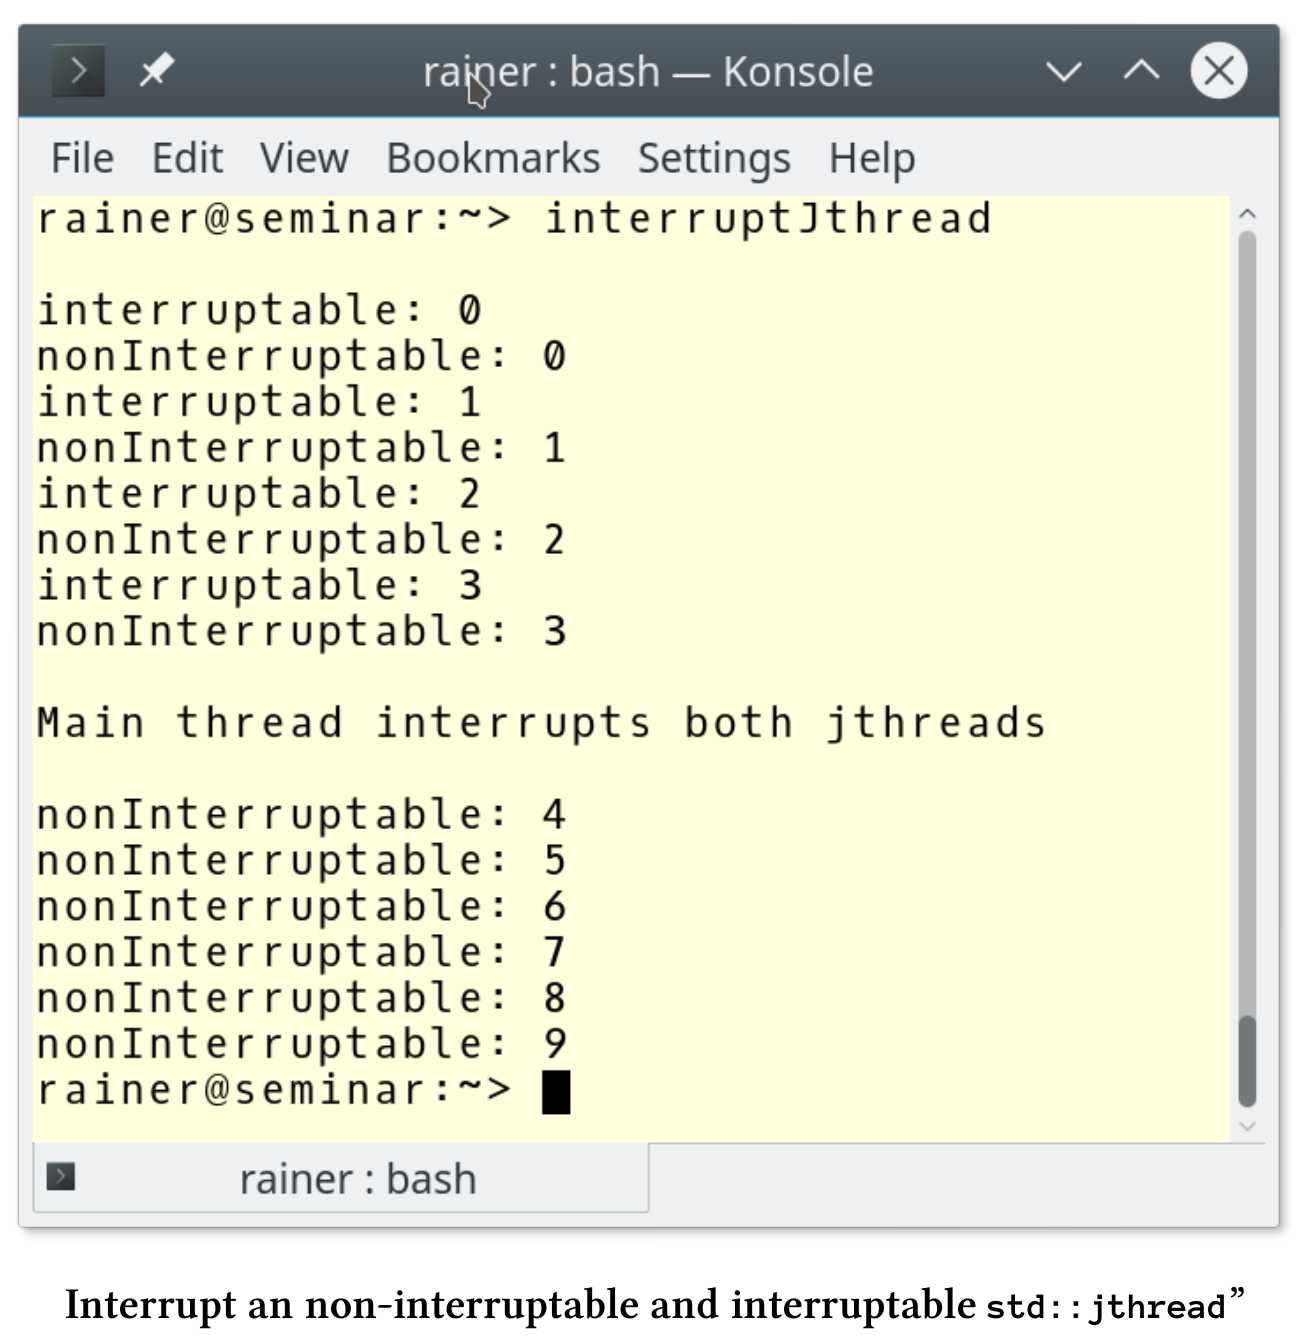 rainer : bash — Konsole
File Edit View Bookmarks Settings Help
rainer@seminar:~> interruptJthread
interruptable: 0
nonInterruptable: 0
interruptable: 1
nonInterruptable: 1
interruptable: 2
nonInterruptable: 2
interruptable: 3
nonInterruptable: 3
Main thread interrupts both jthreads
nonInterruptable: 4
nonInterruptable: 5
nonInterruptable: 6
nonInterruptable: 7
nonInterruptable: 8
nonInterruptable: 9
rainer@seminar:~>
rainer : bash
Interrupt an non-interruptable and interruptable std::jthread”